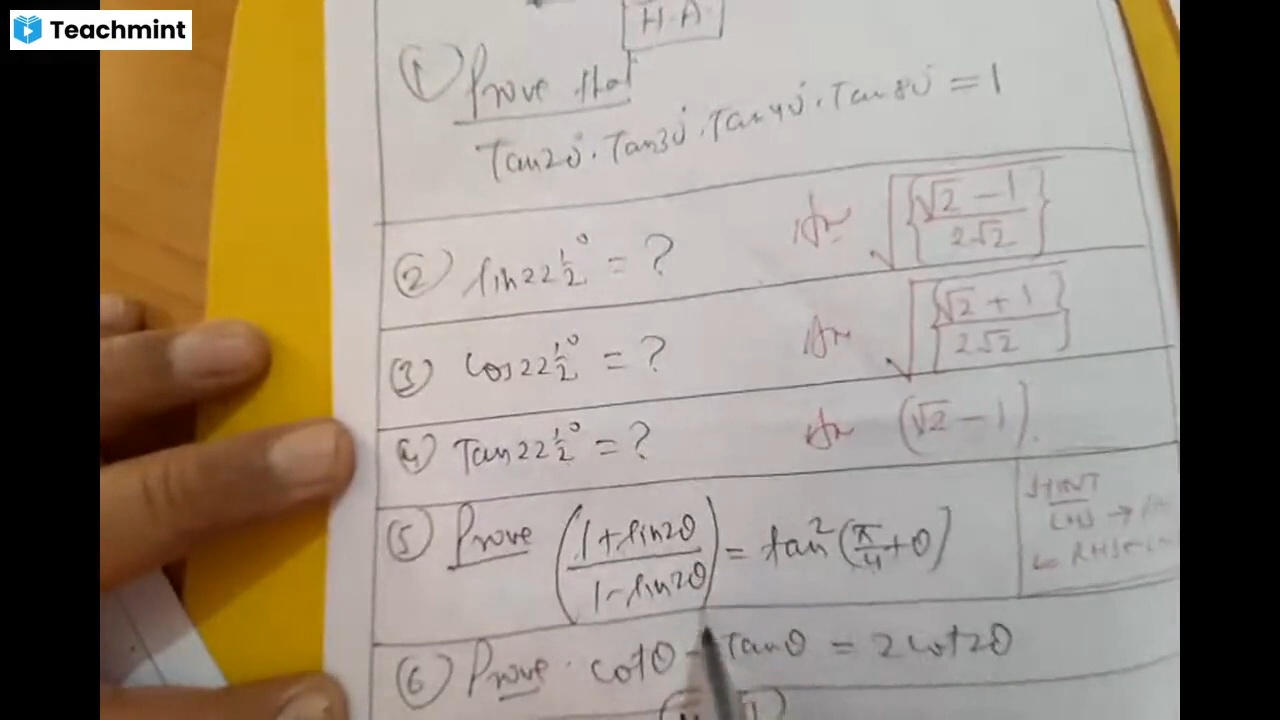 Teachmint
H.A.
① Prove that
Tan20°. Tan30°. Tan40°. Tan80° = 1
② sin22½° = ? Ans √{(√2 - 1)/(2√2)}
③ cos22½° = ? Ans √{(√2 + 1)/(2√2)}
④ Tan22½° = ? Ans (√2 - 1).
⑤ Prove ((1+sin2θ)/(1-sin2θ)) = tan²(π/4+θ)
HINT
LHS →
RHS
⑥ Prove. cotθ - Tanθ = 2cot2θ